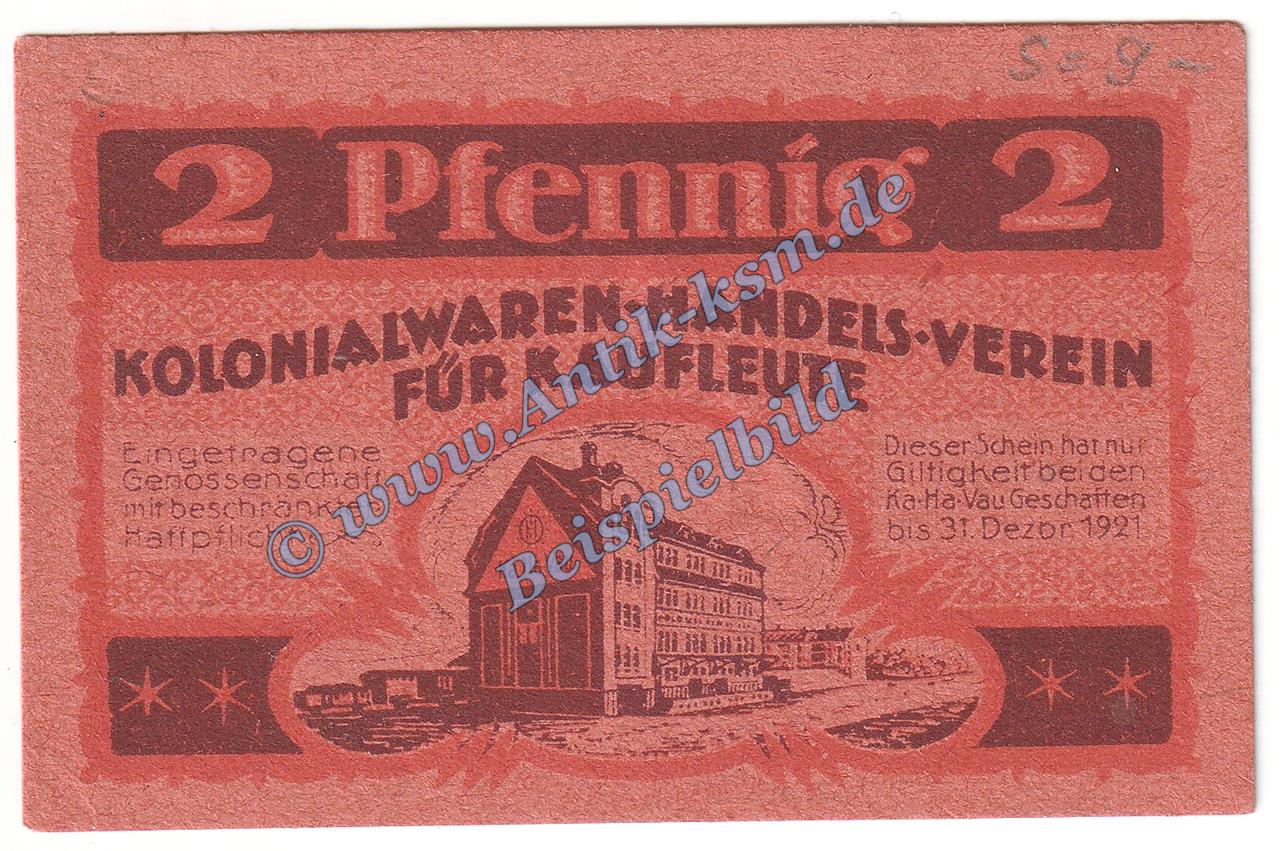 S = 9 -
2 Pfennig 2
KOLONIALWAREN-HANDELS-VEREIN
FÜR KAUFLEUTE
Eingetragene
Genossenschaft
mit beschränkter
Haftpflicht
Dieser Schein hat nur
Giltigkeit bei den
Ka-Ha-Vau Geschäften
bis 31. Dezbr. 1921
© www.Antik-ksm.de
Beispielbild